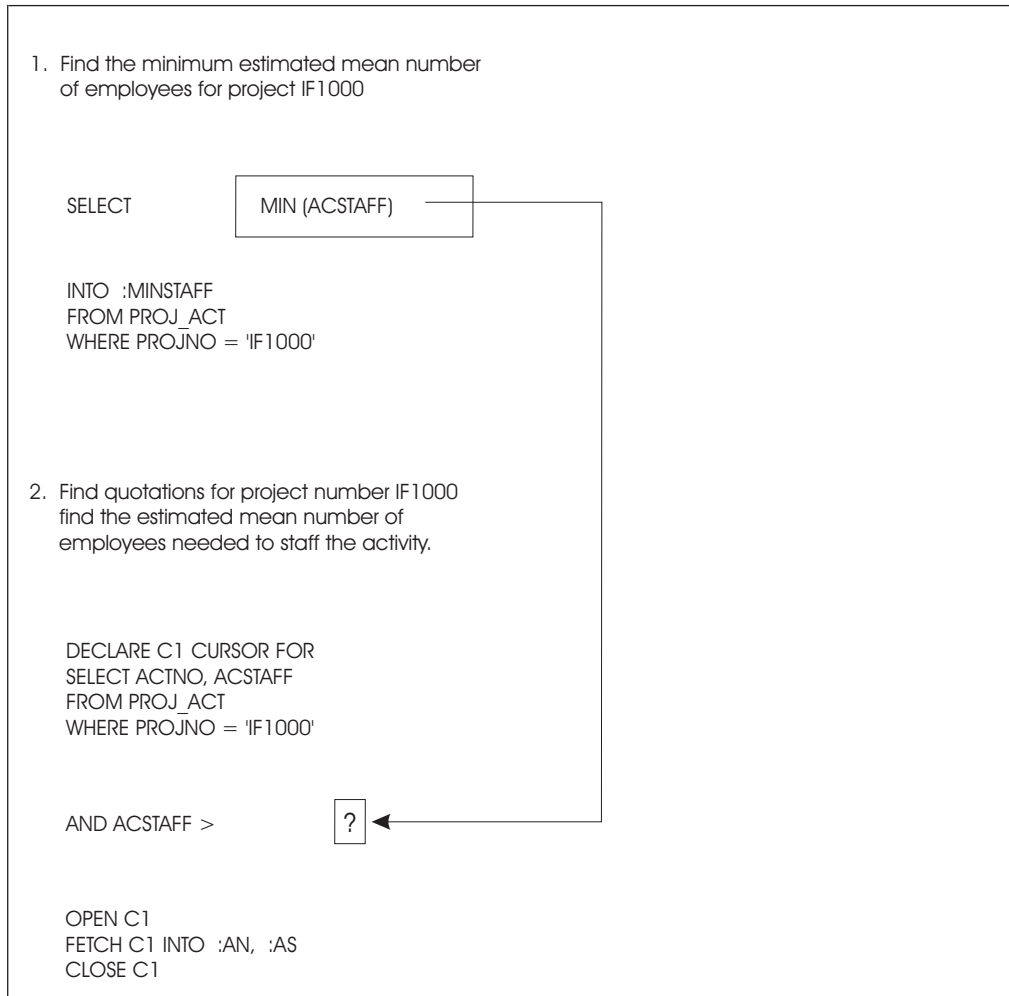 1. Find the minimum estimated mean number
of employees for project IF1000
SELECT MIN (ACSTAFF)
INTO :MINSTAFF
FROM PROJ_ACT
WHERE PROJNO = 'IF1000'
2. Find quotations for project number IF1000
find the estimated mean number of
employees needed to staff the activity.
DECLARE C1 CURSOR FOR
SELECT ACTNO, ACSTAFF
FROM PROJ_ACT
WHERE PROJNO = 'IF1000'
AND ACSTAFF > ?
OPEN C1
FETCH C1 INTO :AN, :AS
CLOSE C1